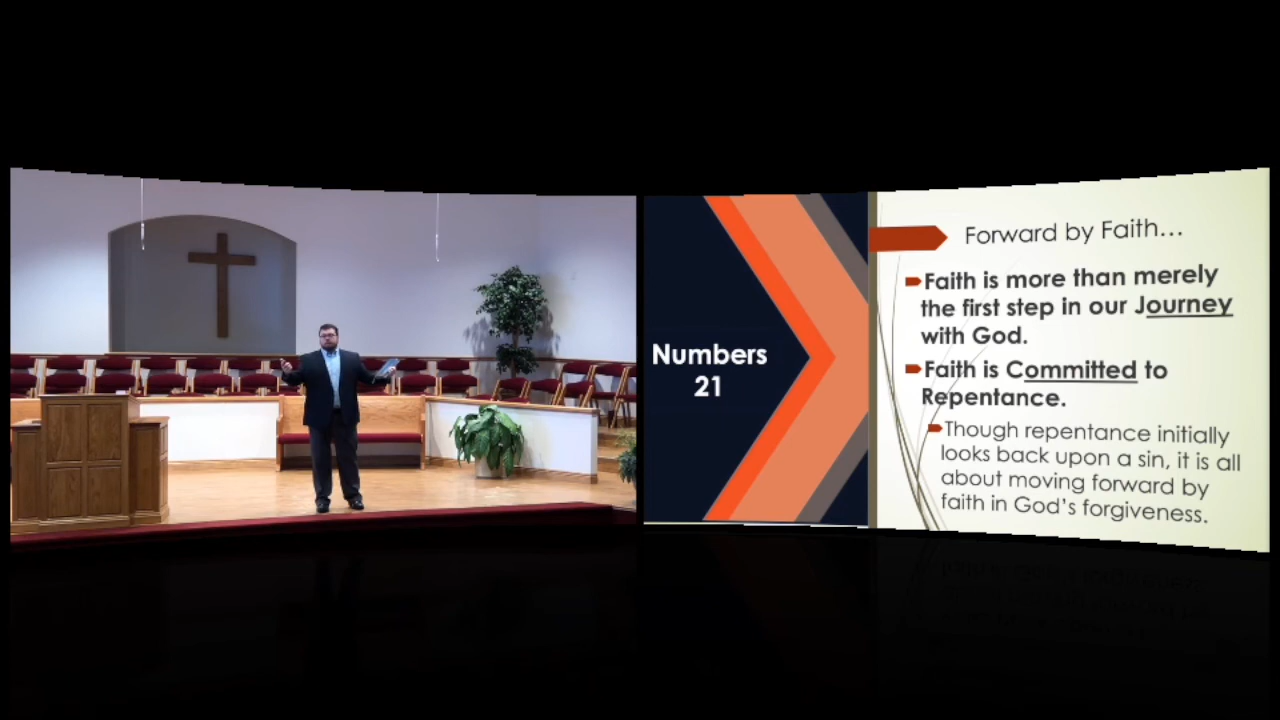 Numbers
21
Forward by Faith...
Faith is more than merely
the first step in our Journey
with God.
Faith is Committed to
Repentance.
Though repentance initially
looks back upon a sin, it is all
about moving forward by
faith in God's forgiveness.